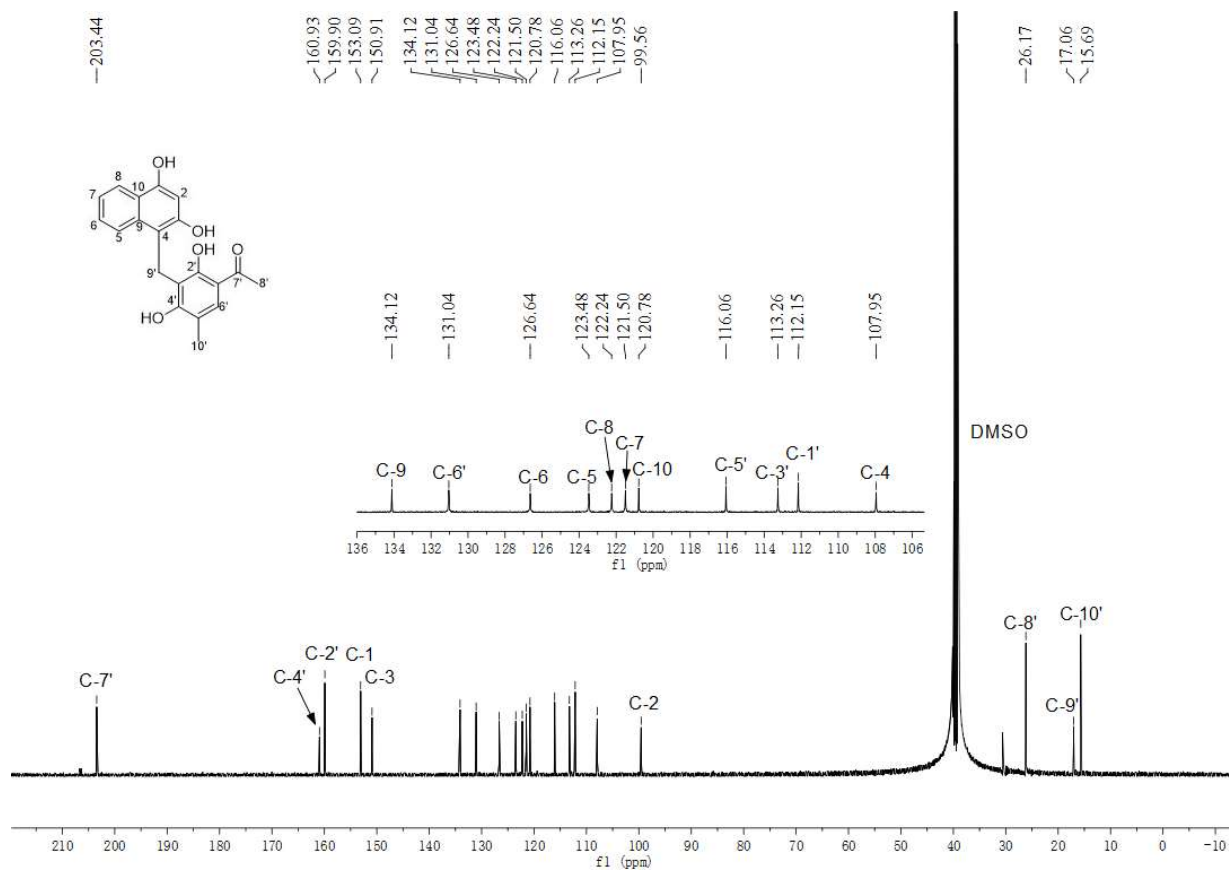 203.44
160.93
159.90
153.09
150.91
134.12
131.04
126.64
123.48
122.24
121.50
120.78
116.06
113.26
112.15
107.95
99.56
26.17
17.06
15.69
OH
8
10
2
7
6
9
OH
5
4
OH
O
9'
2'
7'
8'
4'
6'
HO
10'
134.12
131.04
126.64
123.48
122.24
121.50
120.78
116.06
113.26
112.15
107.95
C-9
C-6'
C-6
C-5
C-8
C-7
C-10
C-5'
C-3'
C-1'
C-4
136 134 132 130 128 126 124 122 120 118 116 114 112 110 108 106
f1 (ppm)
DMSO
C-7'
C-4'
C-2'
C-1
C-3
C-2
C-8'
C-9'
C-10'
210 200 190 180 170 160 150 140 130 120 110 100 90 80 70 60 50 40 30 20 10 0 -10
f1 (ppm)